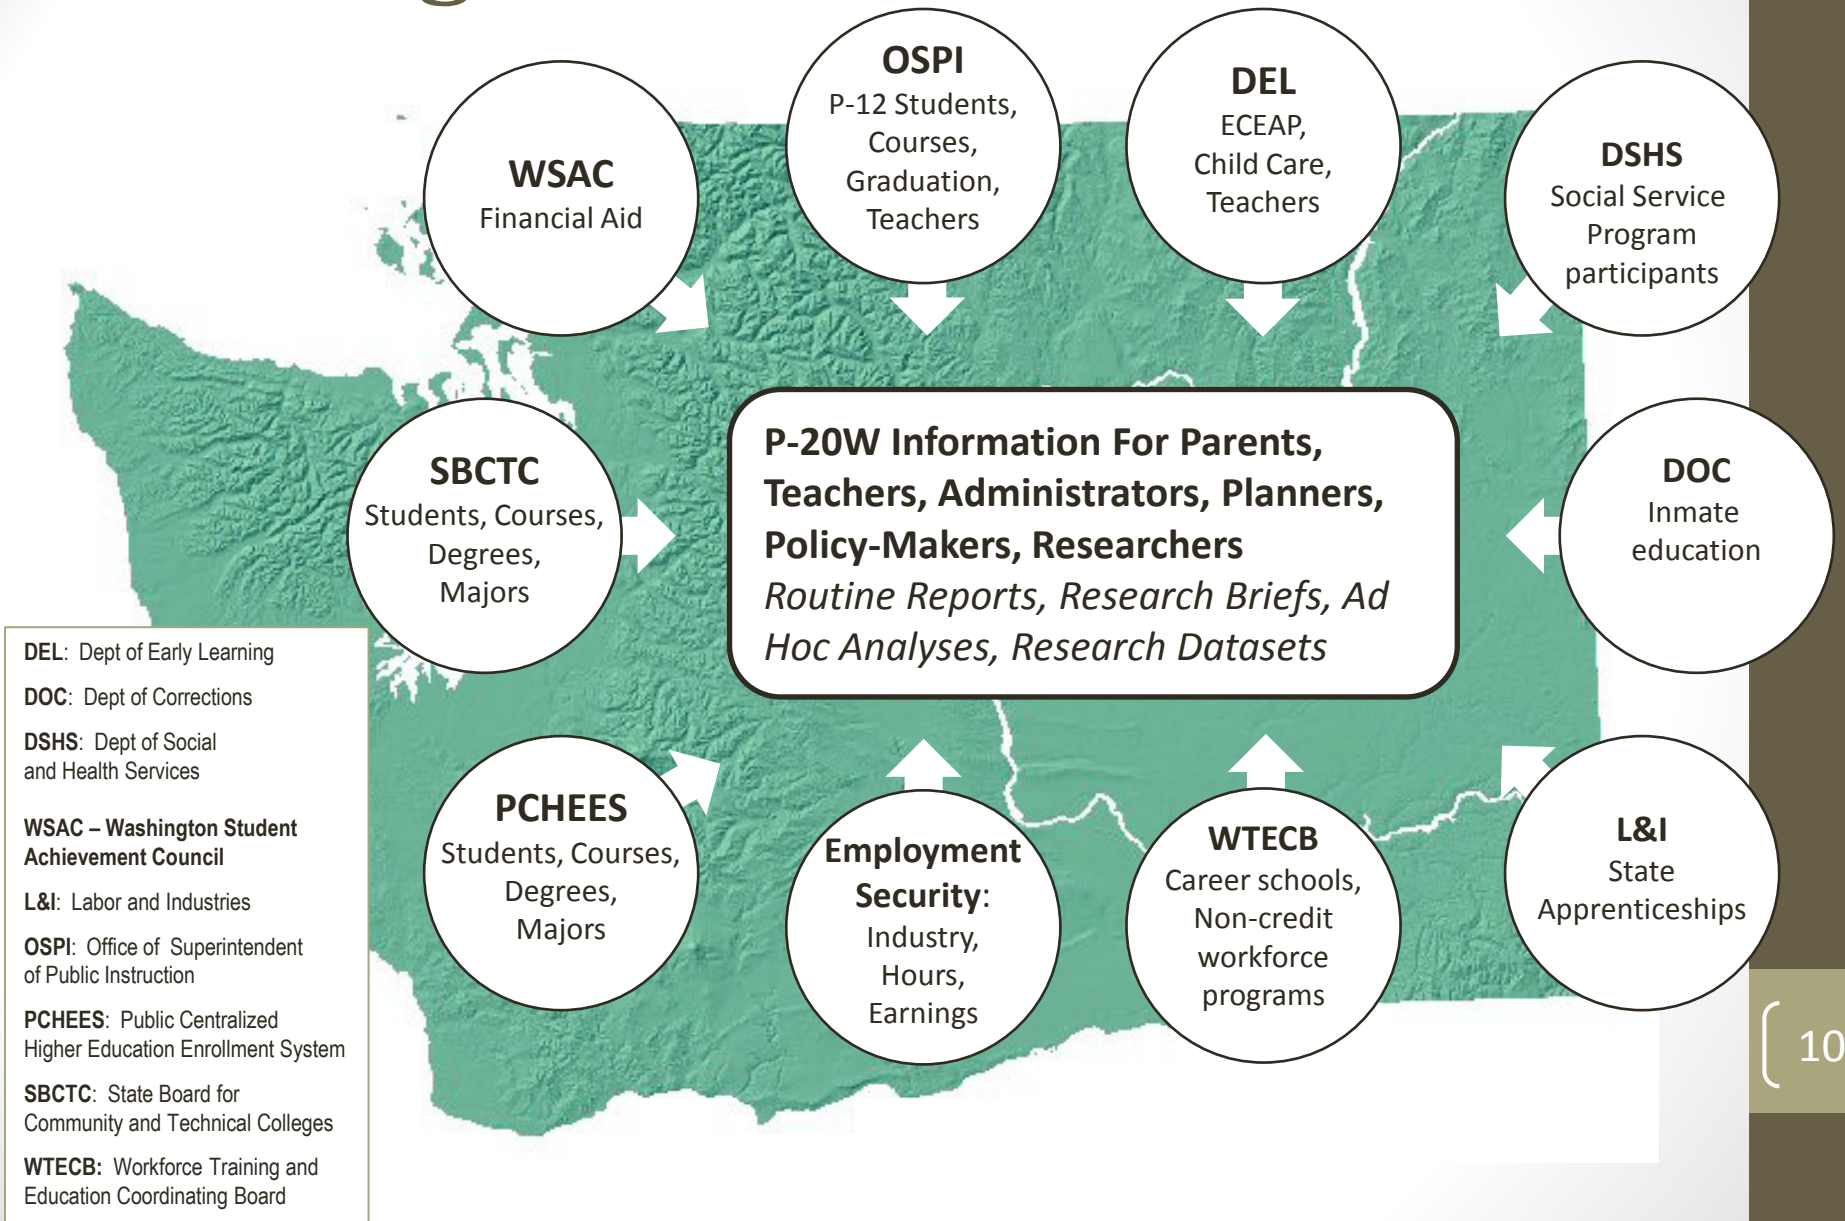 OSPI
P-12 Students,
Courses,
Graduation,
Teachers
DEL
ECEAP,
Child Care,
Teachers
WSAC
Financial Aid
DSHS
Social Service
Program
participants
SBCTC
Students, Courses,
Degrees,
Majors
P-20W Information For Parents,
Teachers, Administrators, Planners,
Policy-Makers, Researchers
Routine Reports, Research Briefs, Ad
Hoc Analyses, Research Datasets
DOC
Inmate
education
PCHEES
Students, Courses,
Degrees,
Majors
Employment
Security:
Industry,
Hours,
Earnings
WTECB
Career schools,
Non-credit
workforce
programs
L&I
State
Apprenticeships
DEL: Dept of Early Learning
DOC: Dept of Corrections
DSHS: Dept of Social
and Health Services
WSAC – Washington Student
Achievement Council
L&I: Labor and Industries
OSPI: Office of Superintendent
of Public Instruction
PCHEES: Public Centralized
Higher Education Enrollment System
SBCTC: State Board for
Community and Technical Colleges
WTECB: Workforce Training and
Education Coordinating Board
10